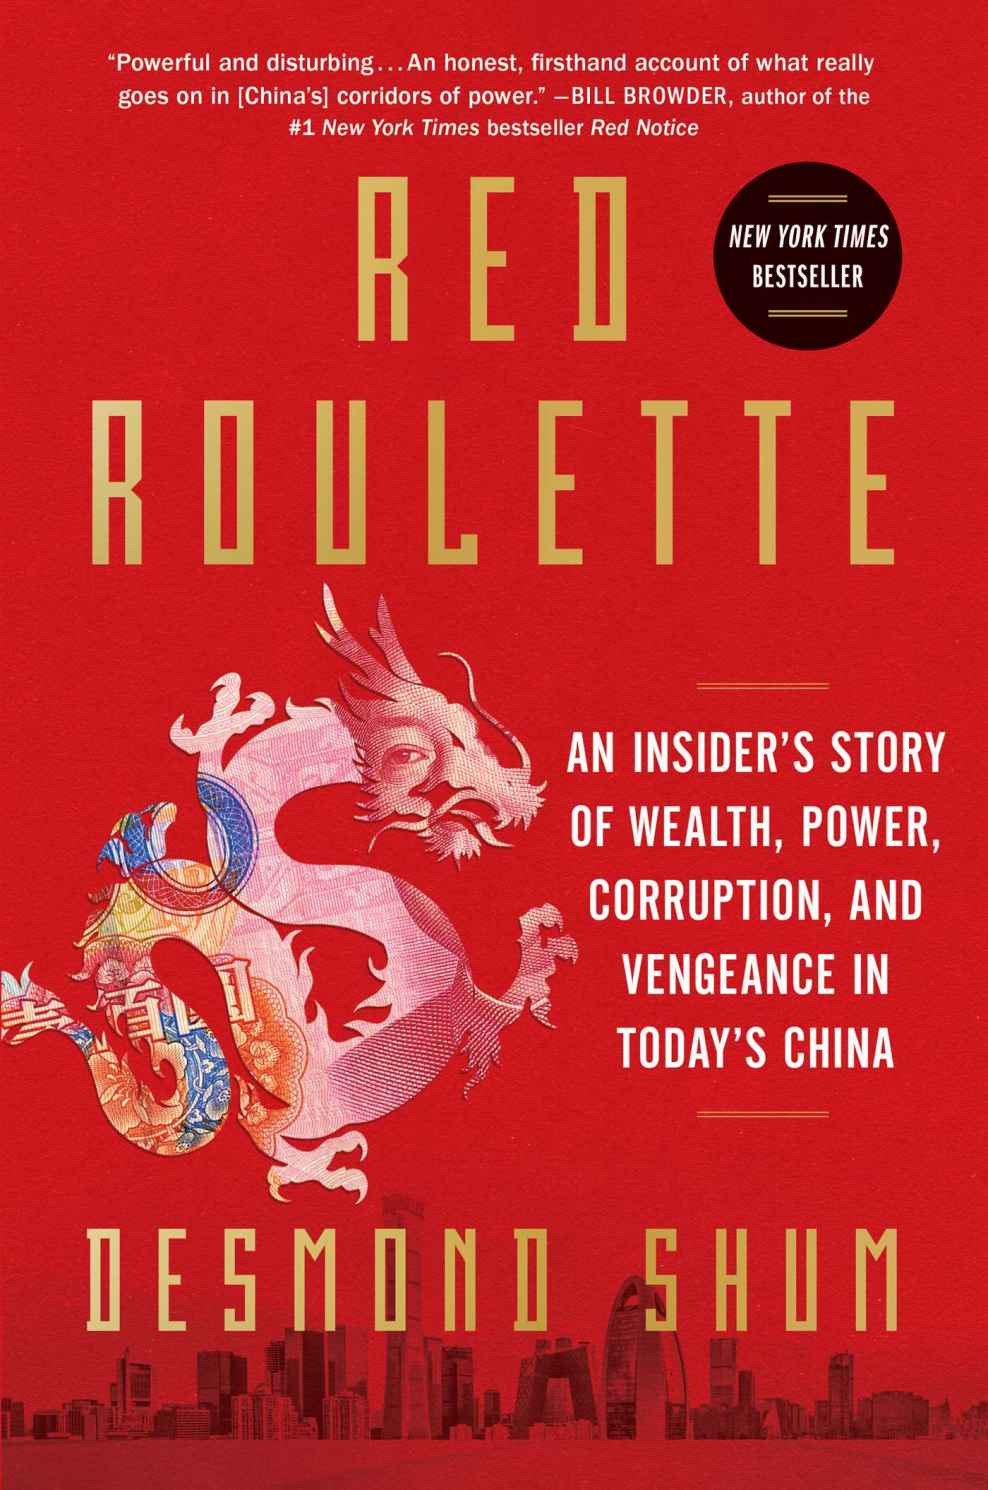 “Powerful and disturbing...An honest, firsthand account of what really
goes on in [China’s] corridors of power.” —BILL BROWDER, author of the
#1 New York Times bestseller Red Notice
RED
NEW YORK TIMES
BESTSELLER
ROULETTE
AN INSIDER’S STORY
OF WEALTH, POWER,
CORRUPTION, AND
VENGEANCE IN
TODAY’S CHINA
DESMOND SHUM